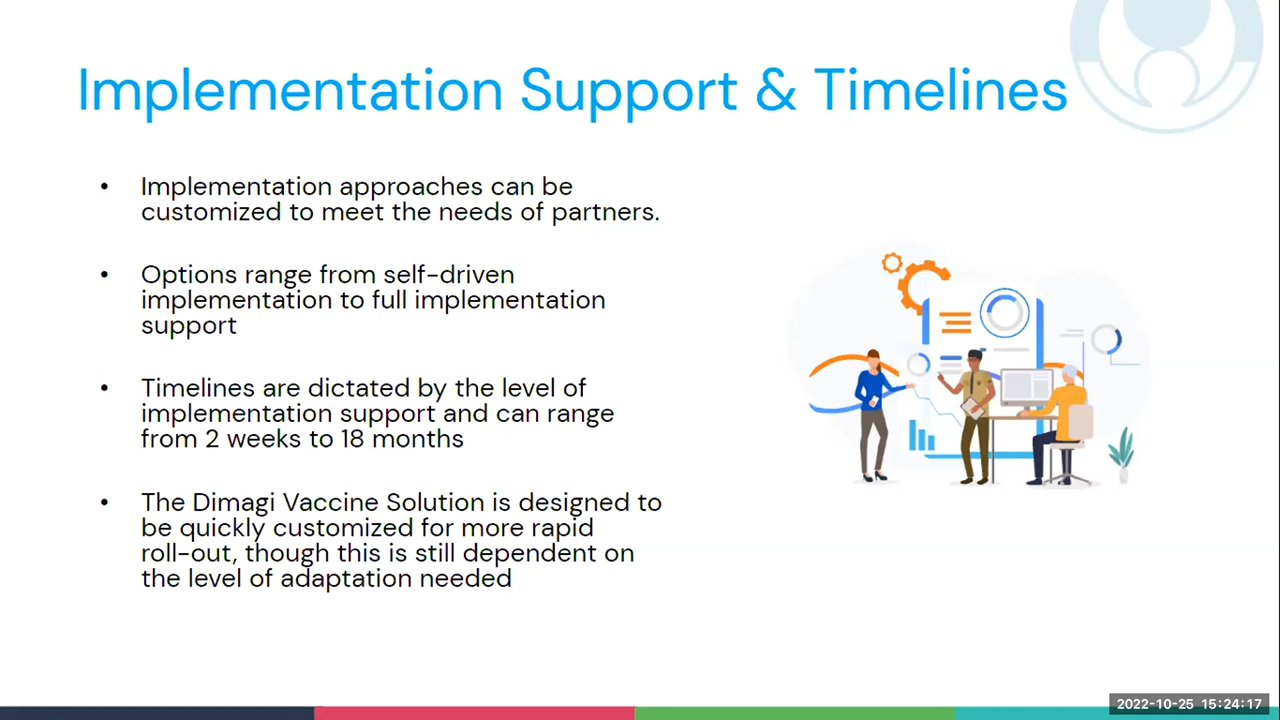 Implementation Support & Timelines
• Implementation approaches can be
customized to meet the needs of partners.
• Options range from self-driven
implementation to full implementation
support
• Timelines are dictated by the level of
implementation support and can range
from 2 weeks to 18 months
• The Dimagi Vaccine Solution is designed to
be quickly customized for more rapid
roll-out, though this is still dependent on
the level of adaptation needed
2022-10-25 15:24:17